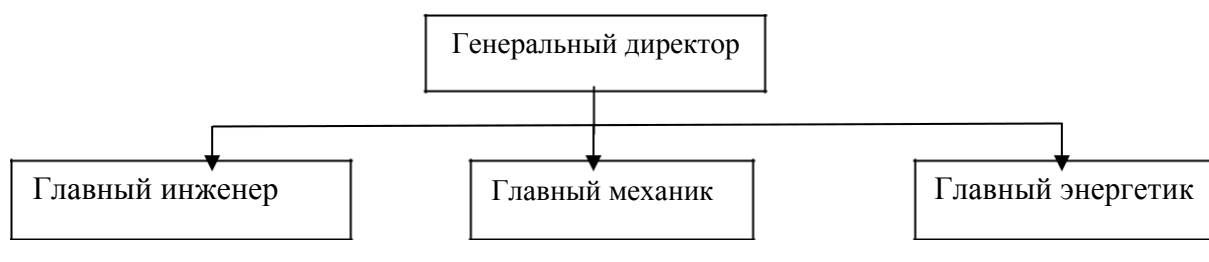 Генеральный директор
Главный инженер
Главный механик
Главный энергетик